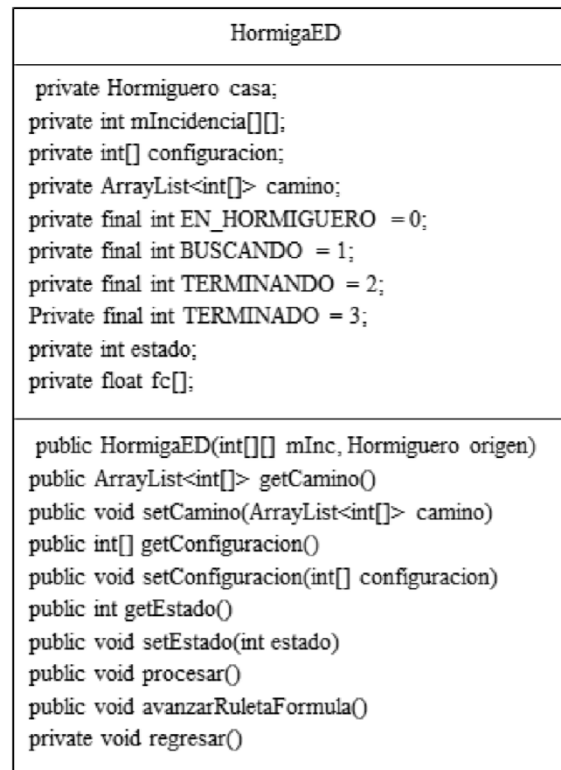 HormigaED
private Hormiguero casa;
private int mIncidencia[][];
private int[] configuracion;
private ArrayList<int[]> camino;
private final int EN_HORMIGUERO = 0;
private final int BUSCANDO = 1;
private final int TERMINANDO = 2;
Private final int TERMINADO = 3;
private int estado;
private float fc[];
public HormigaED(int[][] mInc, Hormiguero origen)
public ArrayList<int[]> getCamino()
public void setCamino(ArrayList<int[]> camino)
public int[] getConfiguracion()
public void setConfiguracion(int[] configuracion)
public int getEstado()
public void setEstado(int estado)
public void procesar()
public void avanzarRuletaFormula()
private void regresar()